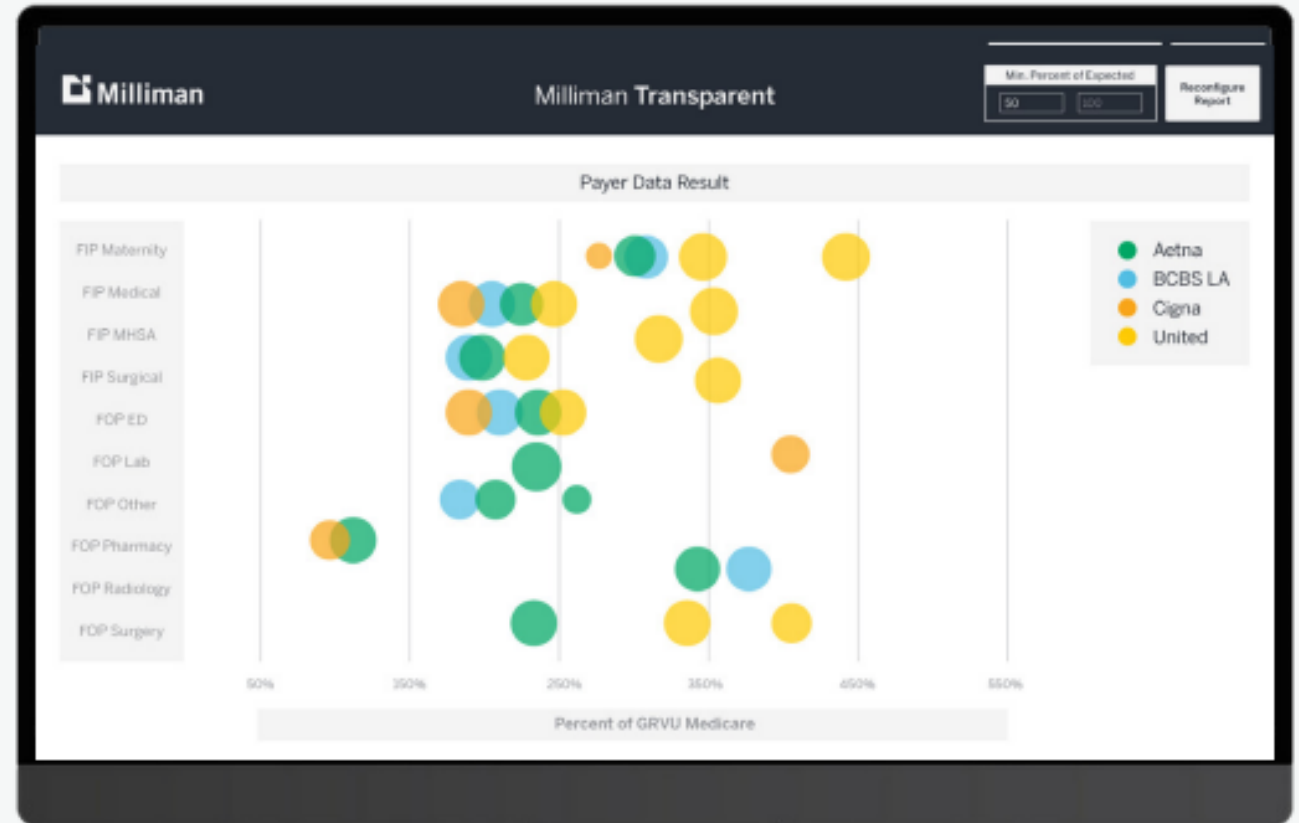 Milliman
Milliman Transparent
Min. Percent of Expected
50 100
Reconfigure
Report
Payer Data Result
FIP Maternity
FIP Medical
FIP MHSA
FIP Surgical
FOP ED
FOP Lab
FOP Other
FOP Pharmacy
FOP Radiology
FOP Surgery
Aetna
BCBS LA
Cigna
United
50% 150% 250% 350% 450% 550%
Percent of GRVU Medicare